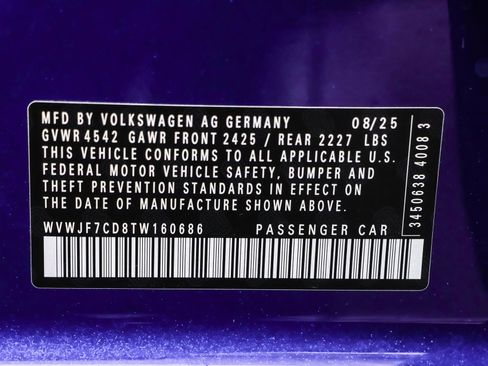 MFD BY VOLKSWAGEN AG GERMANY 08/25
GVWR 4542 GAWR FRONT 2425 / REAR 2227 LBS
THIS VEHICLE CONFORMS TO ALL APPLICABLE U.S.
FEDERAL MOTOR VEHICLE SAFETY, BUMPER AND
THEFT PREVENTION STANDARDS IN EFFECT ON
THE DATE OF MANUFACTURE SHOWN ABOVE.
WVWJF7CD8TW160686 PASSENGER CAR
3450638 4008 3